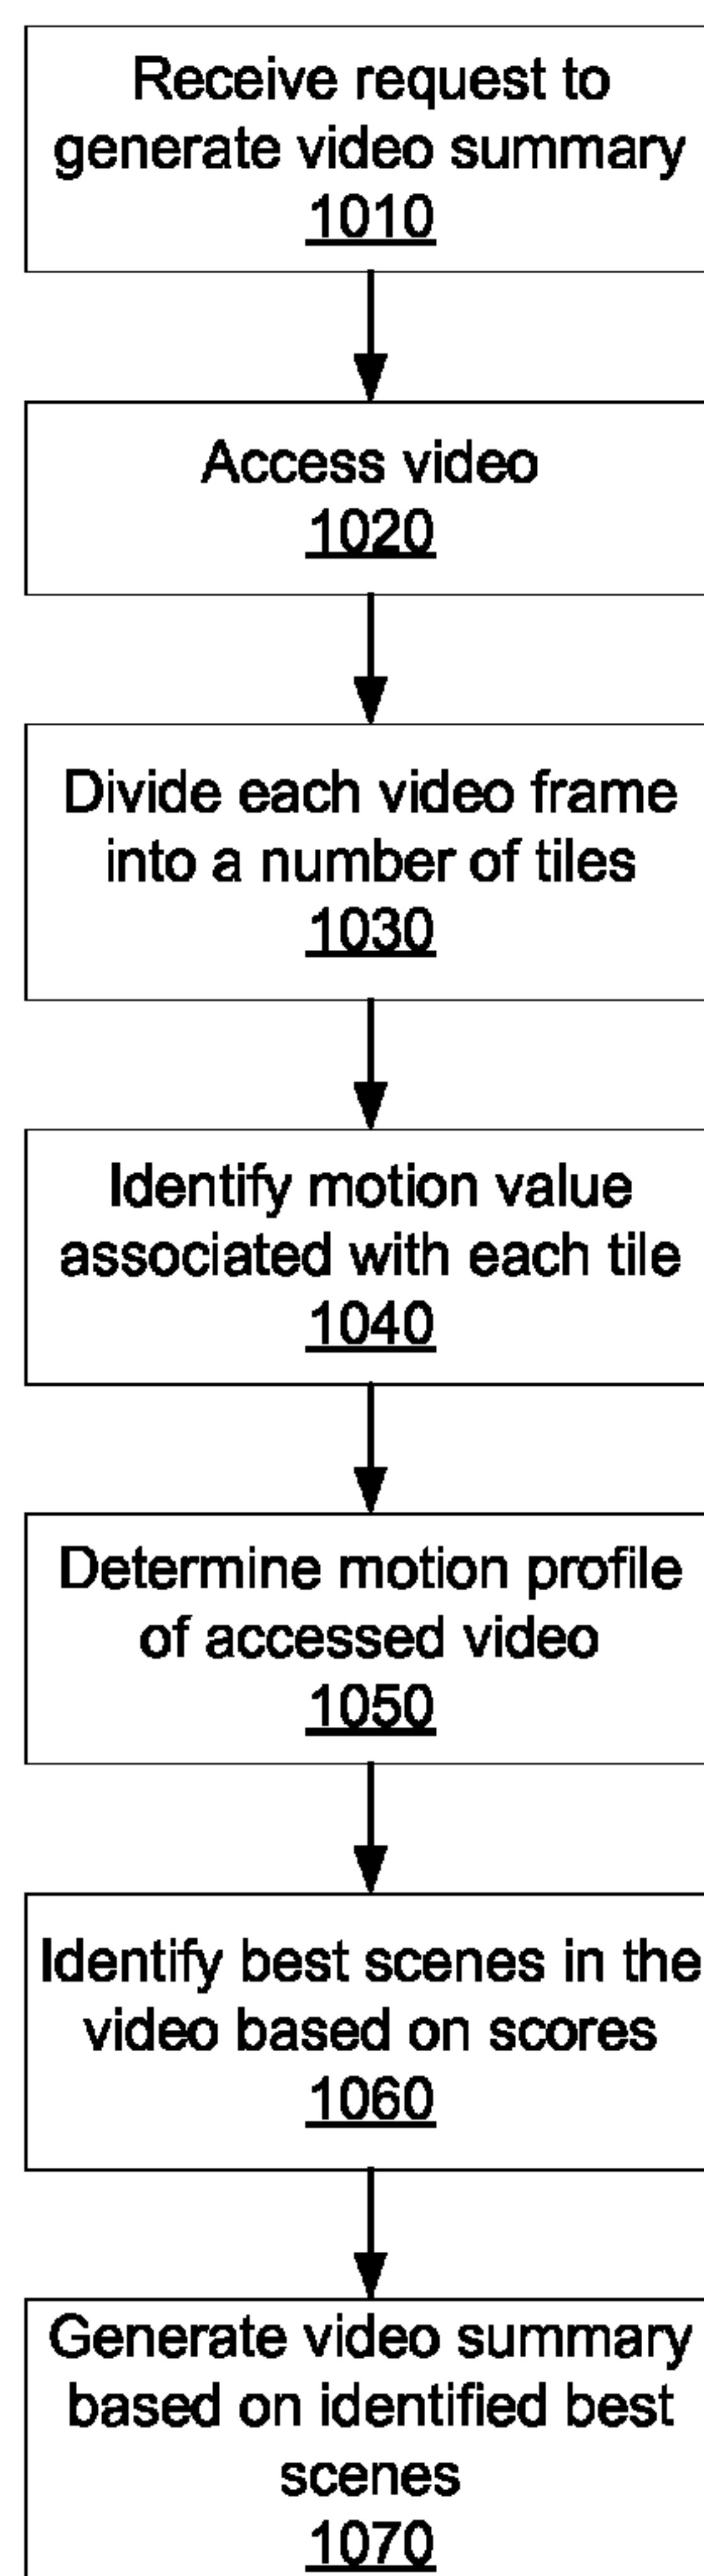 Receive request to
generate video summary
1010
Access video
1020
Divide each video frame
into a number of tiles
1030
Identify motion value
associated with each tile
1040
Determine motion profile
of accessed video
1050
Identify best scenes in the
video based on scores
1060
Generate video summary
based on identified best
scenes
1070